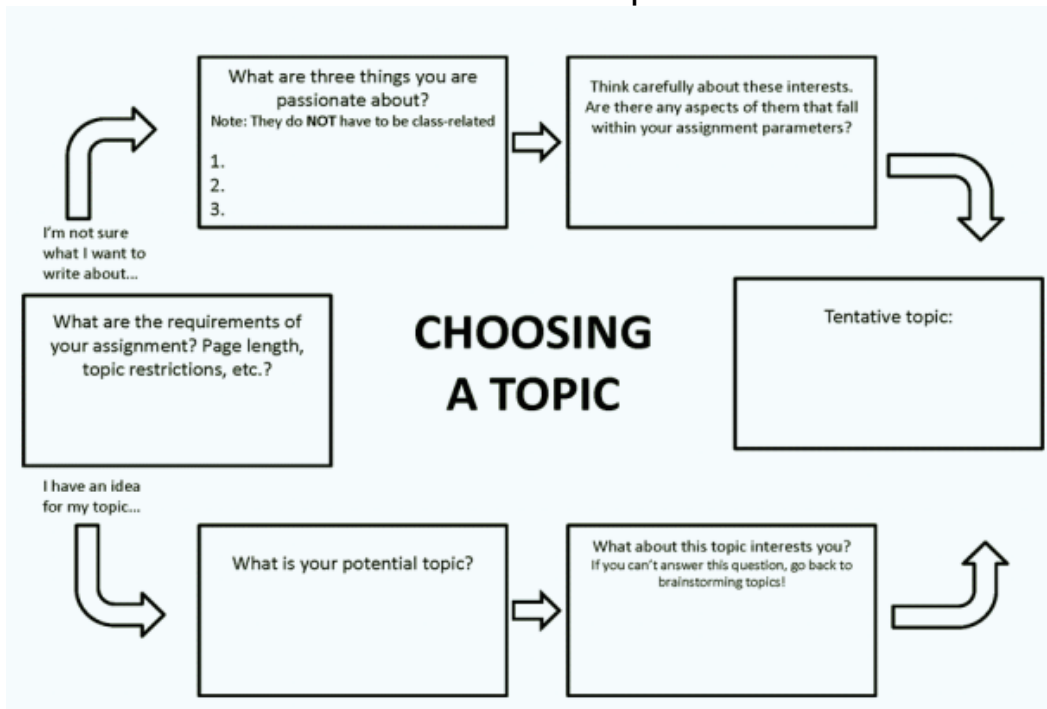 What are three things you are
passionate about?
Note: They do NOT have to be class-related
1.
2.
3.
Think carefully about these interests.
Are there any aspects of them that fall
within your assignment parameters?
I'm not sure
what I want to
write about...
What are the requirements of
your assignment? Page length,
topic restrictions, etc.?
CHOOSING
A TOPIC
Tentative topic:
I have an idea
for my topic...
What is your potential topic?
What about this topic interests you?
If you can't answer this question, go back to
brainstorming topics!